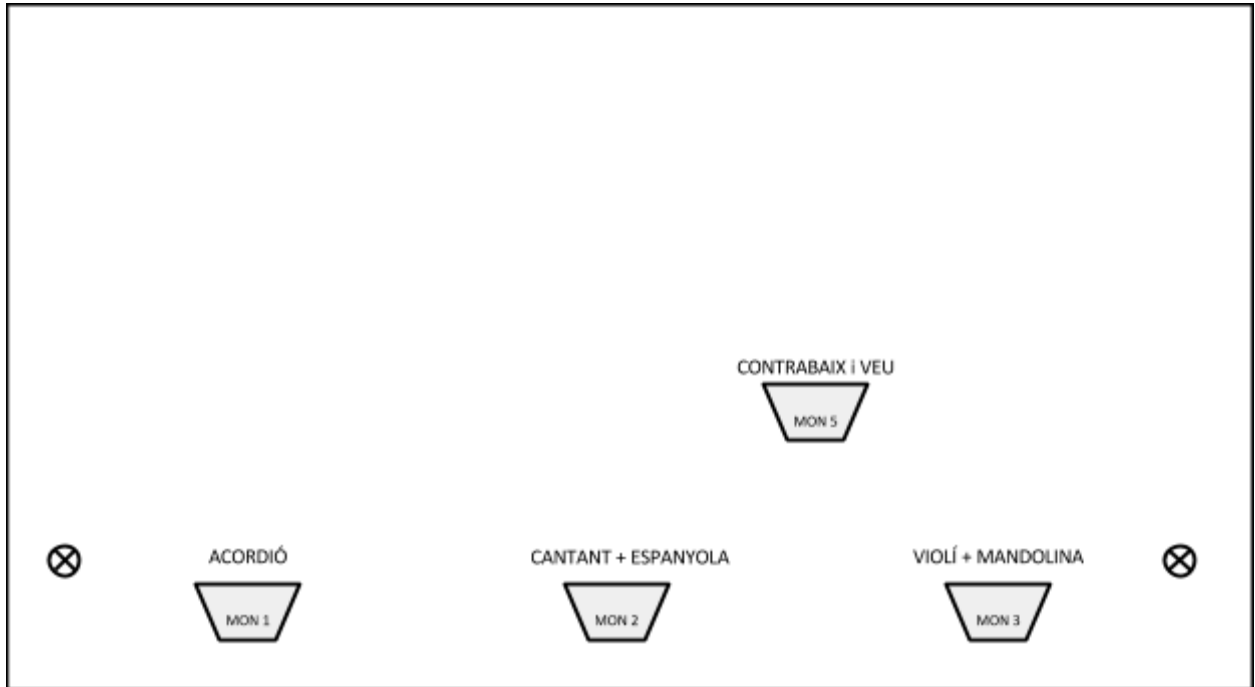 CONTRABAIX i VEU
MON 5
ACORDIÓ
CANTANT + ESPANYOLA
VIOLÍ + MANDOLINA
MON 1
MON 2
MON 3